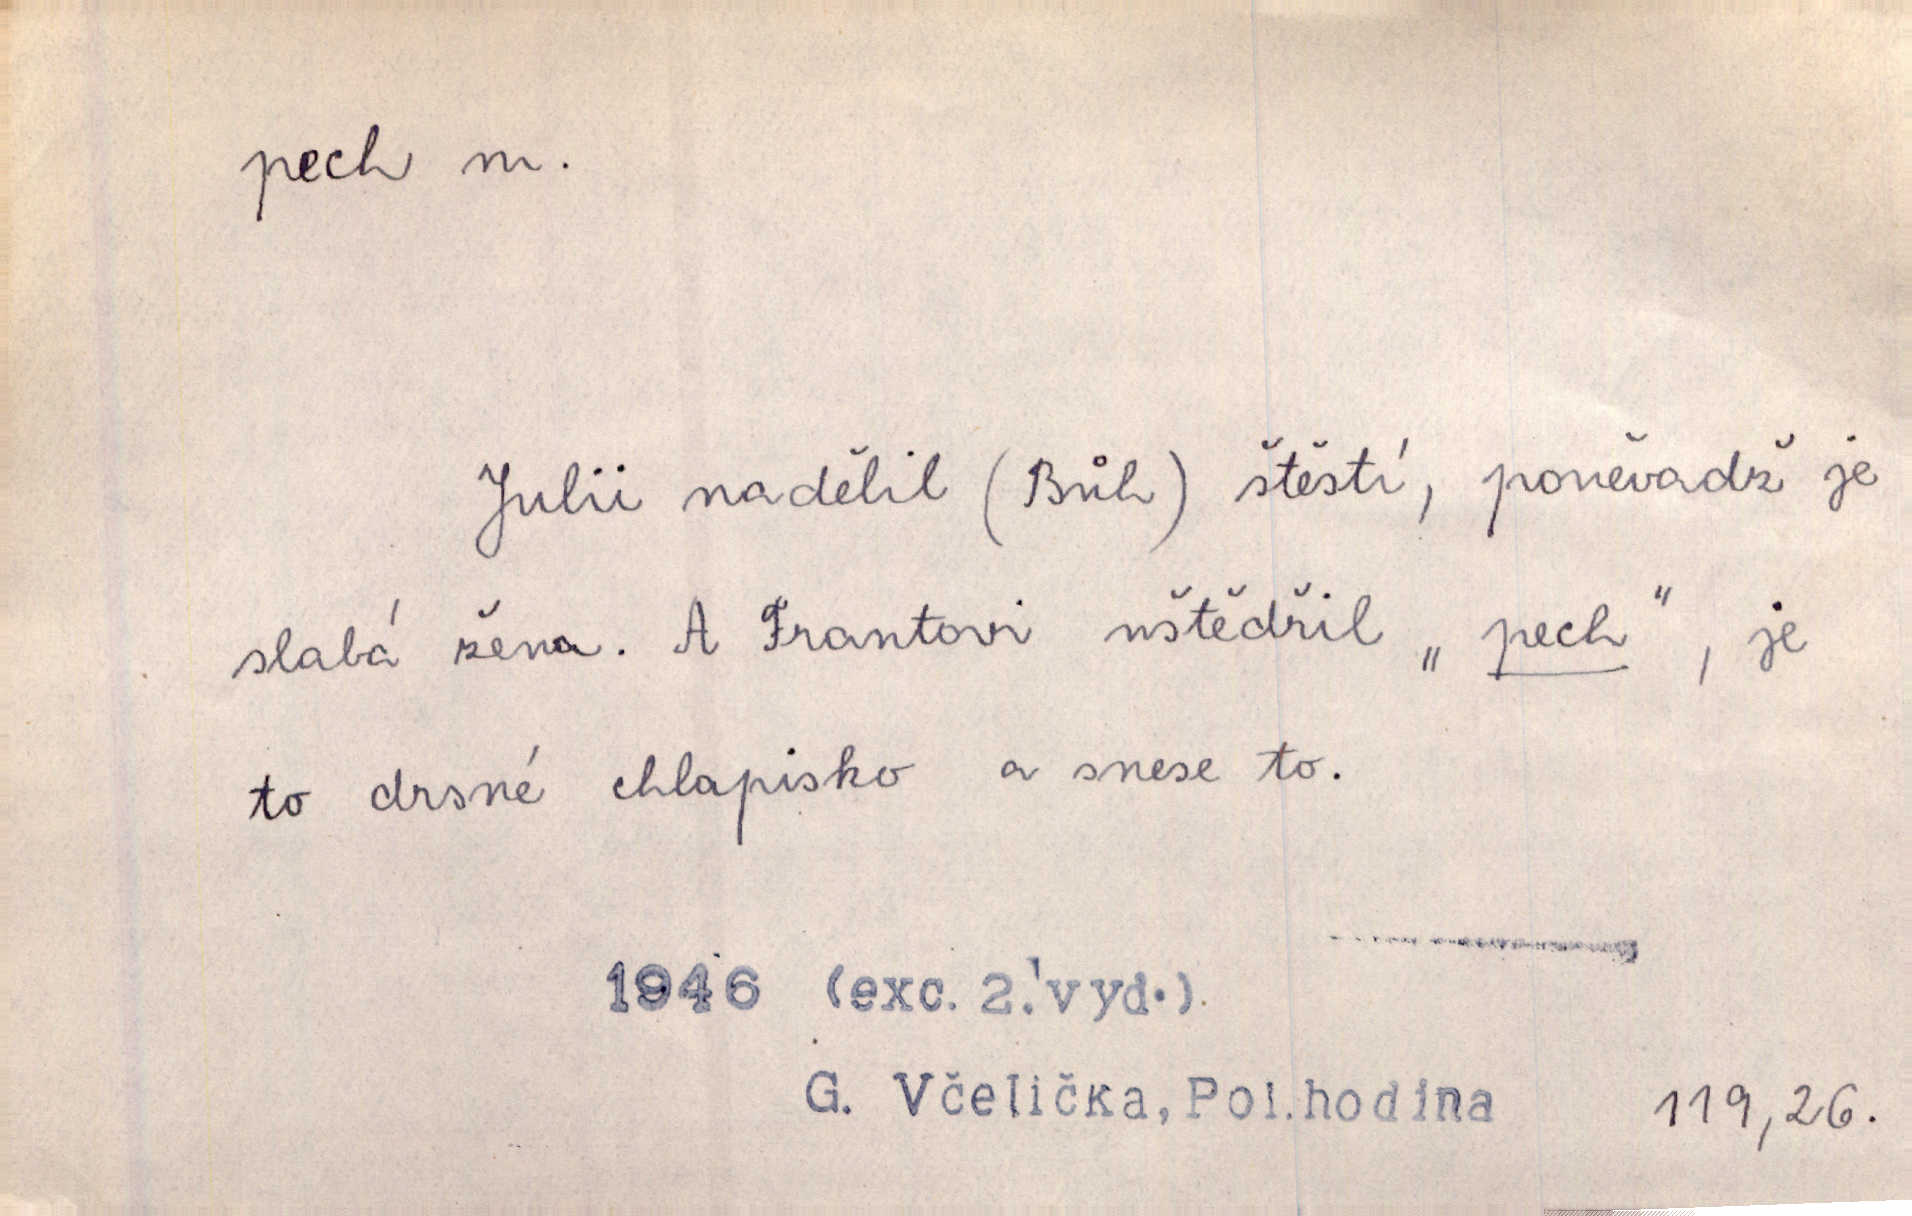 pech m.
Julii nadělil (Bůh) štěstí, poněvadž je
slabá žena. A Frantovi uštědřil „pech“, je
to drsné chlapisko a snese to.
1946 (exc. 2. vyd.)
G. Včelička, Pol. hodina 119,26.